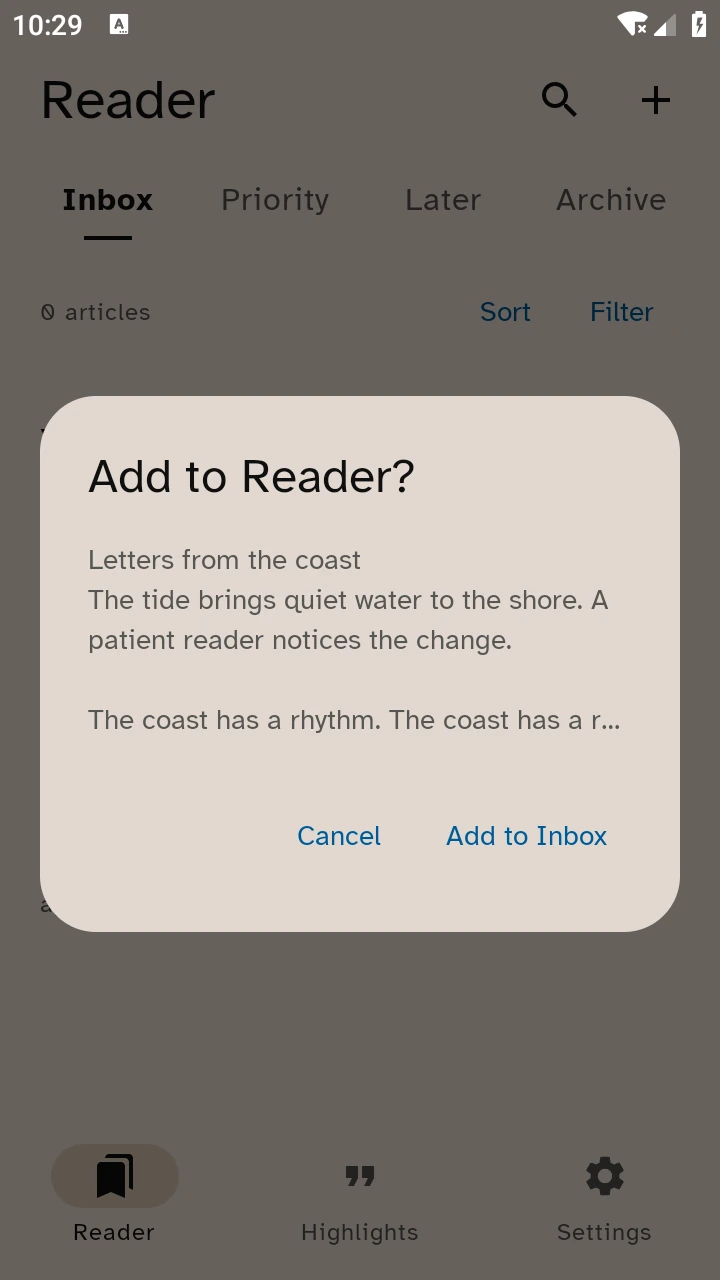 10:29
Reader
Inbox Priority Later Archive
0 articles Sort Filter
Add to Reader?
Letters from the coast
The tide brings quiet water to the shore. A
patient reader notices the change.
The coast has a rhythm. The coast has a r…
Cancel Add to Inbox
Reader Highlights Settings